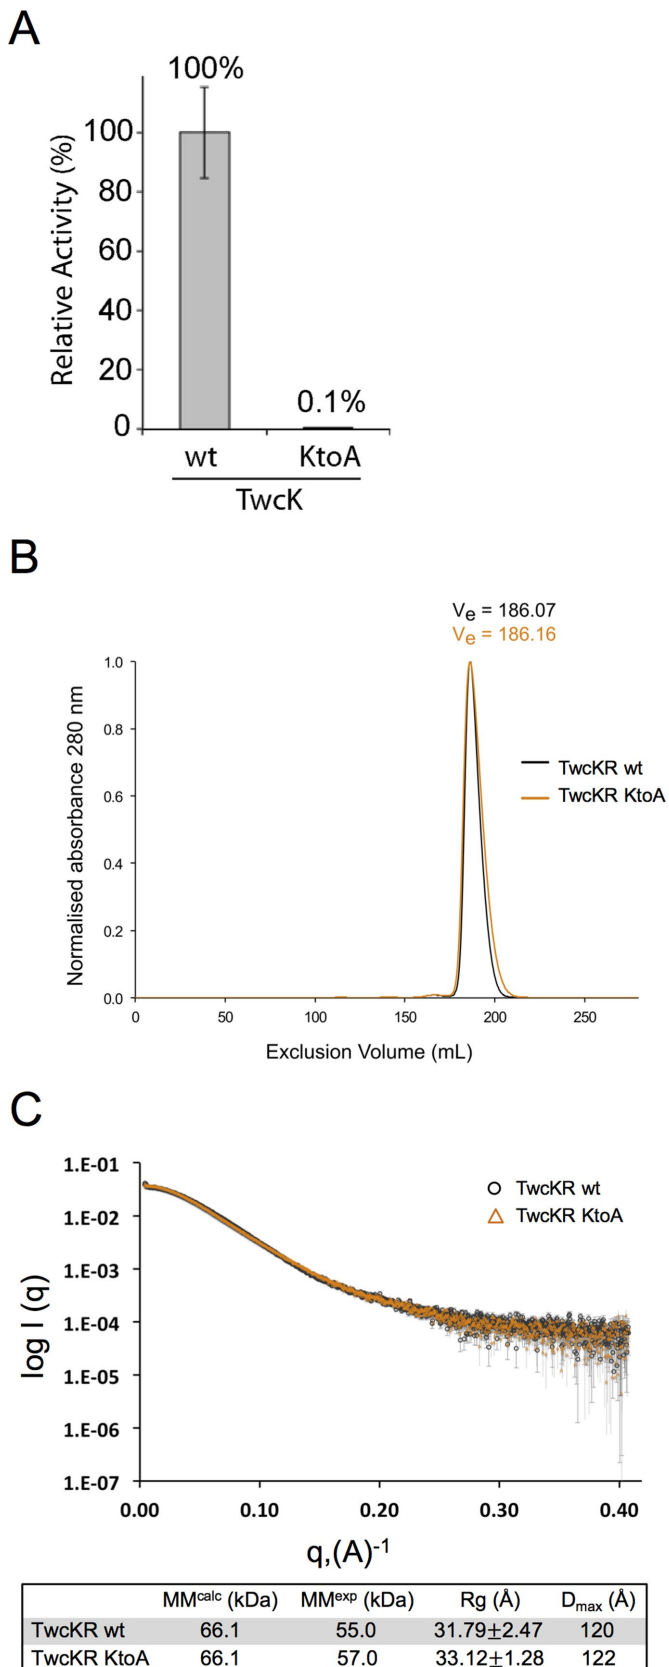 A
100%
Relative Activity (%)
100
80
60
40
20
0
0.1%
wt KtoA
TwcK
B
Ve = 186.07
Ve = 186.16
Normalised absorbance 280 nm
1.0
0.8
0.6
0.4
0.2
0.0
0 50 100 150 200 250
Exclusion Volume (mL)
TwcKR wt
TwcKR KtoA
C
log I (q)
1.E-01
1.E-02
1.E-03
1.E-04
1.E-05
1.E-06
1.E-07
0.00 0.10 0.20 0.30 0.40
q,(A)-1
TwcKR wt
TwcKR KtoA
MMcalc (kDa) MMexp (kDa) Rg (Å) Dmax (Å)
TwcKR wt 66.1 55.0 31.79±2.47 120
TwcKR KtoA 66.1 57.0 33.12±1.28 122